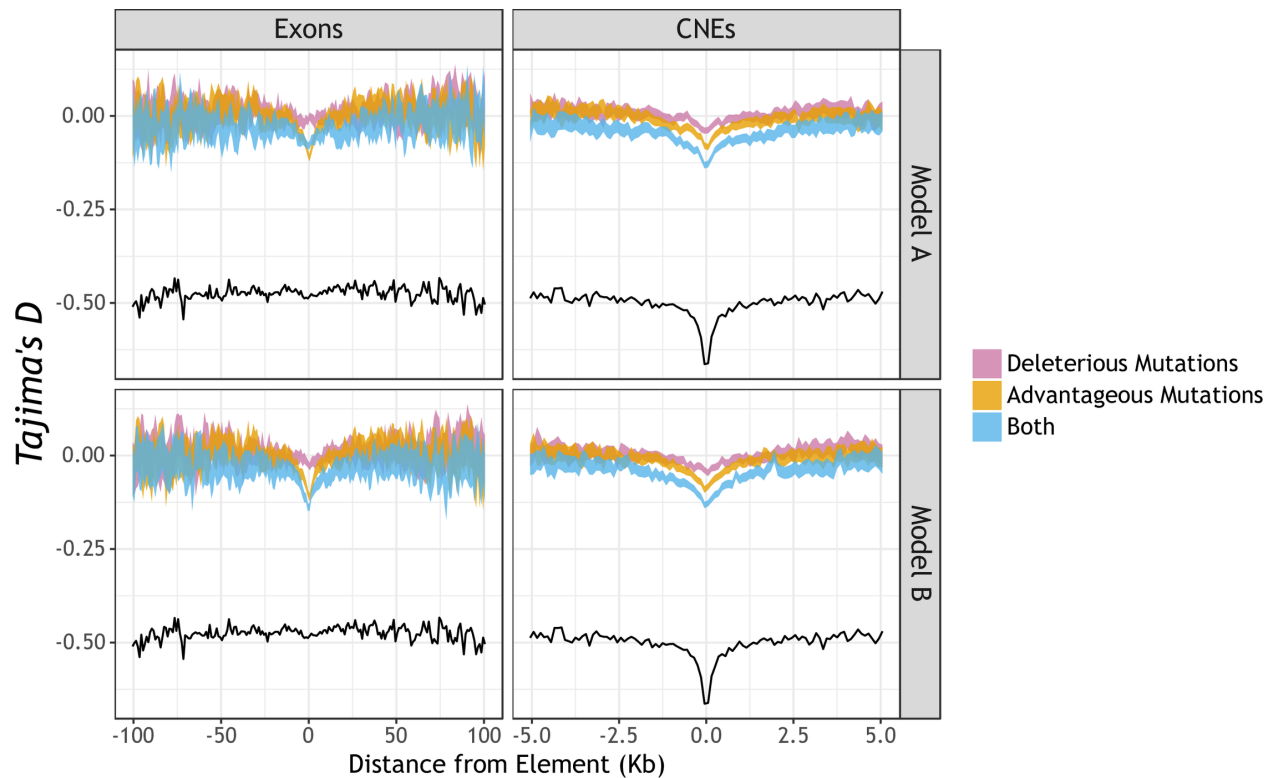 Exons
CNEs
0.00
-0.25
-0.50
Model A
Tajima's D
0.00
-0.25
-0.50
Model B
-100
-50
0
50
100
-5.0
-2.5
0.0
2.5
5.0
Distance from Element (Kb)
Deleterious Mutations
Advantageous Mutations
Both